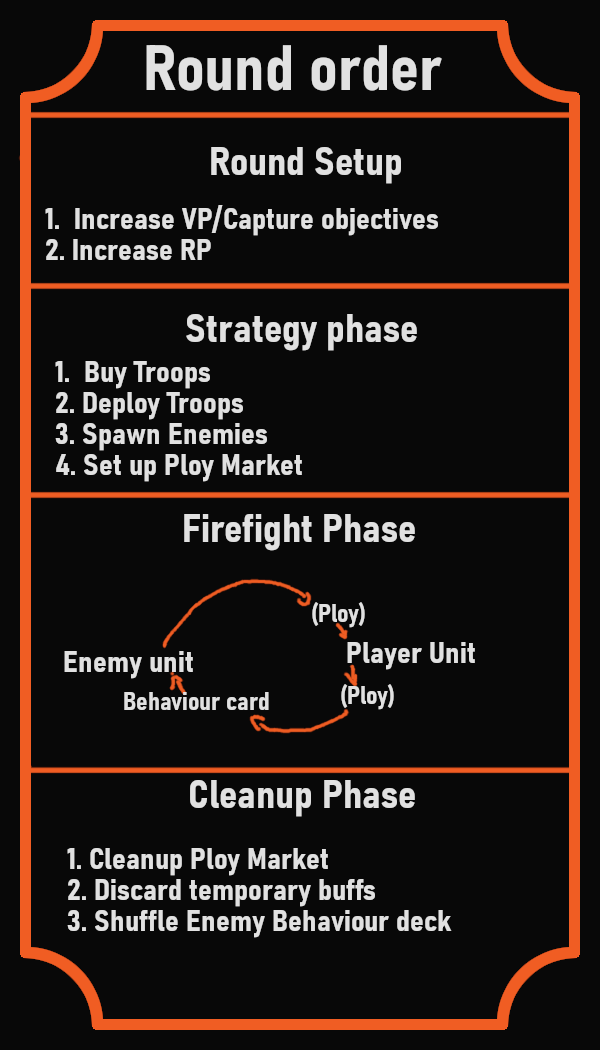 Round order
Round Setup
1. Increase VP/Capture objectives
2. Increase RP
Strategy phase
1. Buy Troops
2. Deploy Troops
3. Spawn Enemies
4. Set up Ploy Market
Firefight Phase
(Ploy)
Player Unit
Enemy unit
(Ploy)
Behaviour card
Cleanup Phase
1. Cleanup Ploy Market
2. Discard temporary buffs
3. Shuffle Enemy Behaviour deck